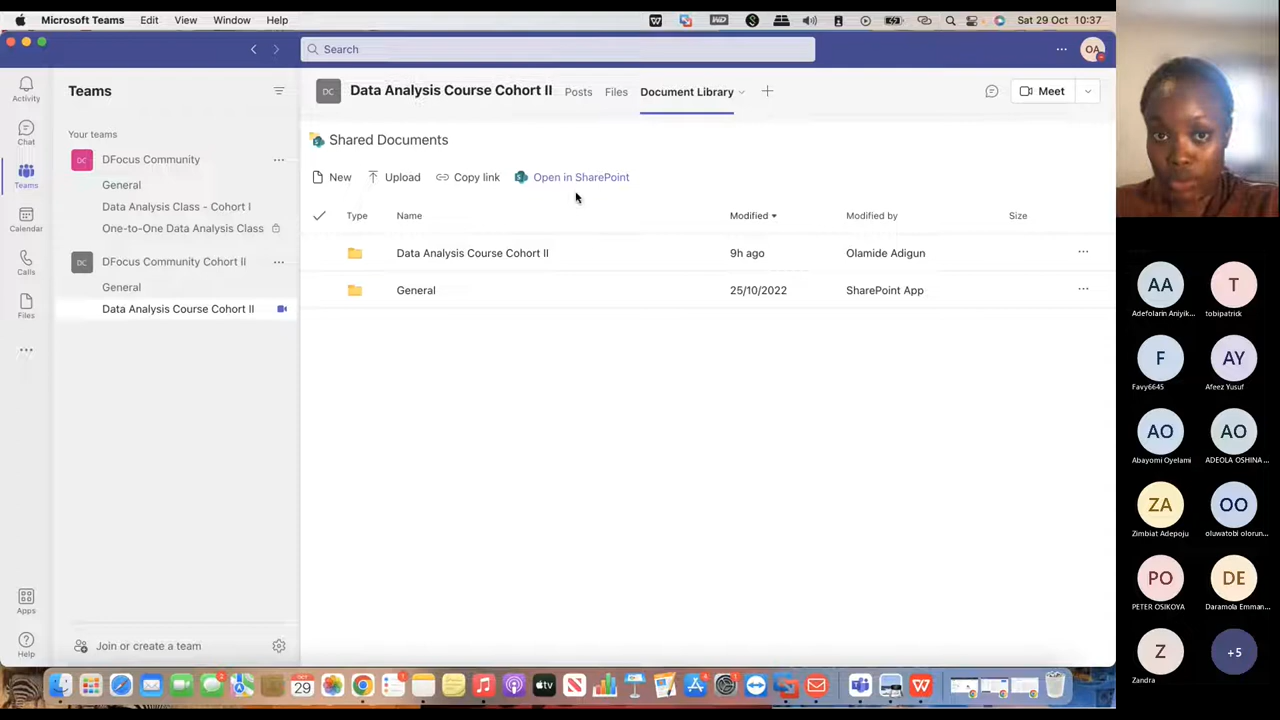 Microsoft Teams Edit View Window Help Sat 29 Oct 10:37
Search
OA
Activity
Chat
Teams
Calendar
Calls
Files
Apps
Help
Teams
Your teams
DC DFocus Community
General
Data Analysis Class - Cohort I
One-to-One Data Analysis Class
DC DFocus Community Cohort II
General
Data Analysis Course Cohort II
Join or create a team
DC Data Analysis Course Cohort II Posts Files Document Library Meet
Shared Documents
New Upload Copy link Open in SharePoint
Type Name Modified Modified by Size
Data Analysis Course Cohort II 9h ago Olamide Adigun
General 25/10/2022 SharePoint App
AA T
Adefolarin Aniyik... tobipatrick
F AY
Favy6645 Afeez Yusuf
AO AO
Abayomi Oyelami ADEOLA OSHINA ...
ZA OO
Zimbiat Adepoju oluwatobi olorun...
PO DE
PETER OSIKOYA Daramola Emman...
Z +5
Zandra
OCT
29